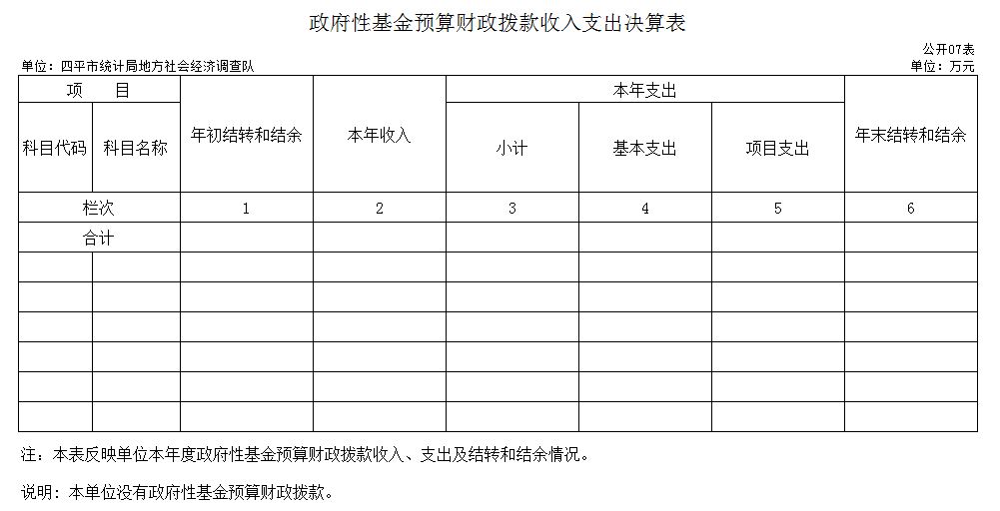 政府性基金预算财政拨款收入支出决算表
公开07表
单位：四平市统计局地方社会经济调查队 单位：万元
项 目 年初结转和结余 本年收入 本年支出 年末结转和结余
科目代码 科目名称 小计 基本支出 项目支出
栏次 1 2 3 4 5 6
合计
注：本表反映单位本年度政府性基金预算财政拨款收入、支出及结转和结余情况。
说明：本单位没有政府性基金预算财政拨款。